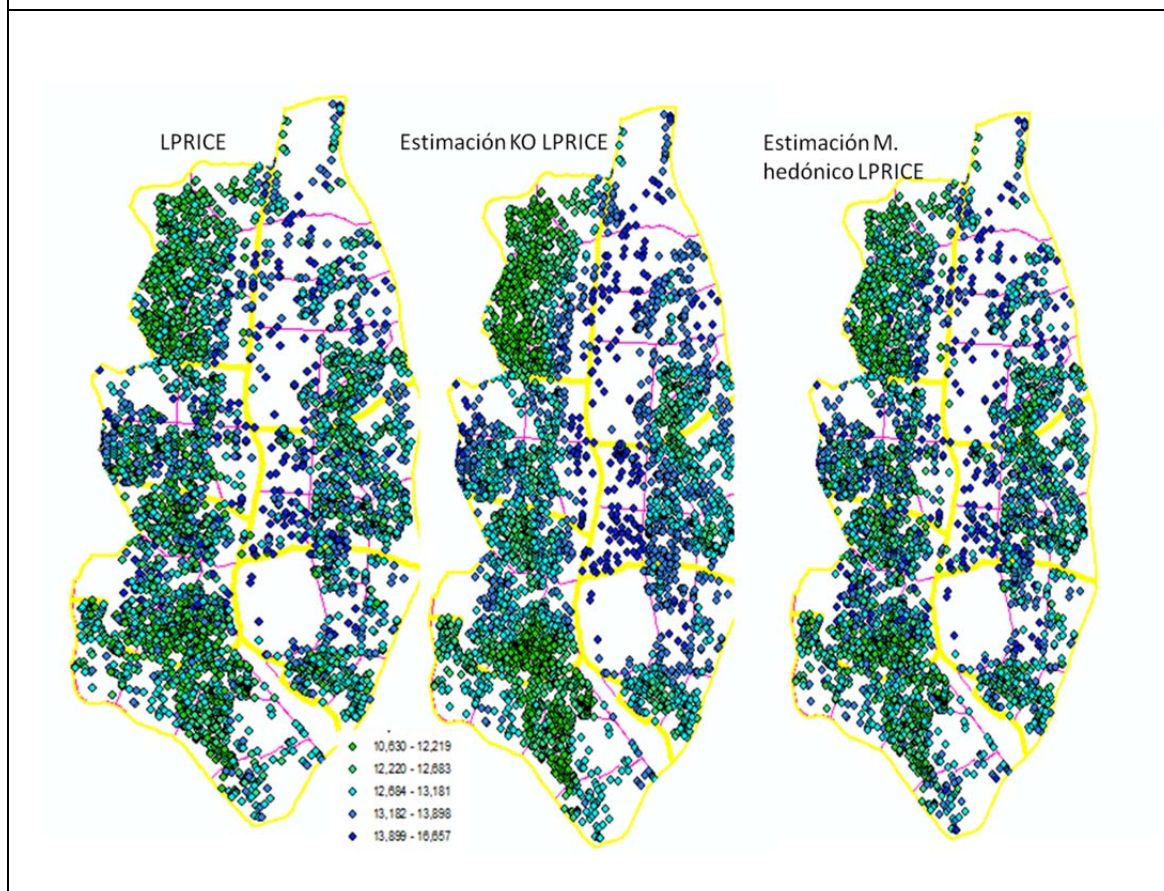 LPRICE
Estimación KO LPRICE
Estimación M.
hedónico LPRICE
10,630 - 12,219
12,220 - 12,683
12,684 - 13,181
13,182 - 13,898
13,899 - 16,657